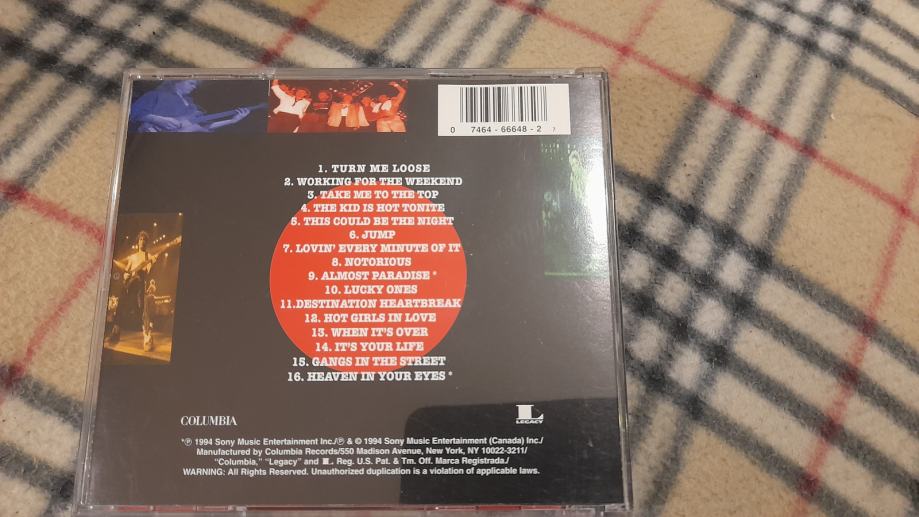 0 7464-66648-2 7
1. TURN ME LOOSE
2. WORKING FOR THE WEEKEND
3. TAKE ME TO THE TOP
4. THE KID IS HOT TONITE
5. THIS COULD BE THE NIGHT
6. JUMP
7. LOVIN' EVERY MINUTE OF IT
8. NOTORIOUS
9. ALMOST PARADISE*
10. LUCKY ONES
11.DESTINATION HEARTBREAK
12. HOT GIRLS IN LOVE
13. WHEN IT'S OVER
14. IT'S YOUR LIFE
15. GANGS IN THE STREET
16. HEAVEN IN YOUR EYES*
COLUMBIA
L
LEGACY
*℗ 1994 Sony Music Entertainment Inc./℗ & © 1994 Sony Music Entertainment (Canada) Inc./
Manufactured by Columbia Records/550 Madison Avenue, New York, NY 10022-3211/
"Columbia," "Legacy" and L Reg. U.S. Pat. & Tm. Off. Marca Registrada./
WARNING: All Rights Reserved. Unauthorized duplication is a violation of applicable laws.